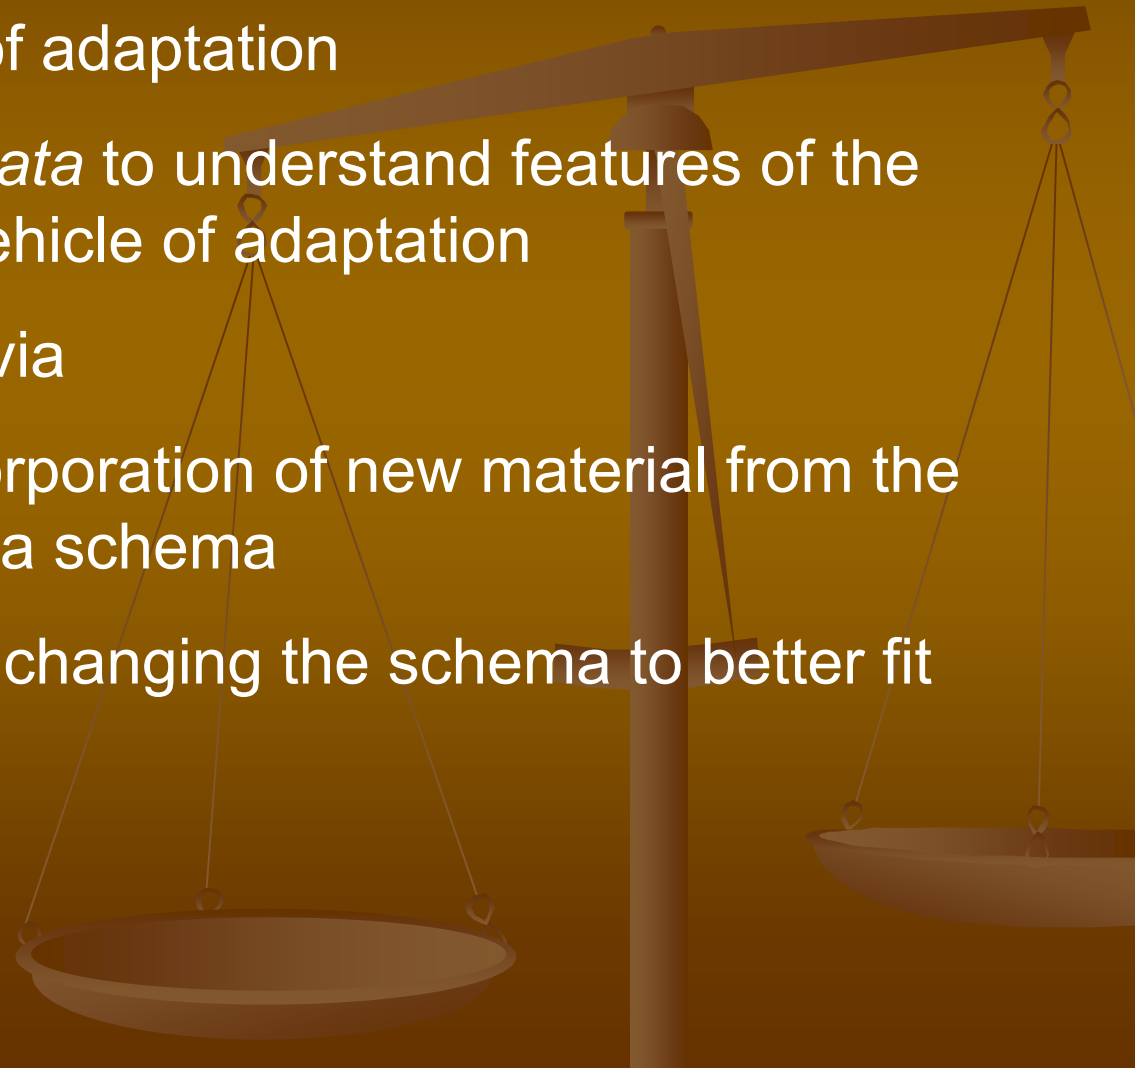 of adaptation
ata to understand features of the
ehicle of adaptation
via
orporation of new material from the
a schema
changing the schema to better fit